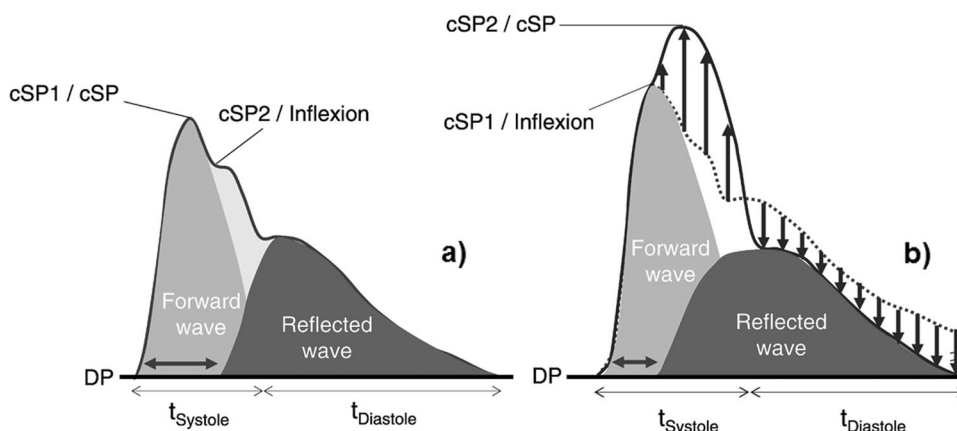 cSP1 / cSP
cSP2 / Inflexion
a)
Forward
wave
Reflected
wave
DP
tSystole
tDiastole
cSP2 / cSP
cSP1 / Inflexion
b)
Forward
wave
Reflected
wave
DP
tSystole
tDiastole